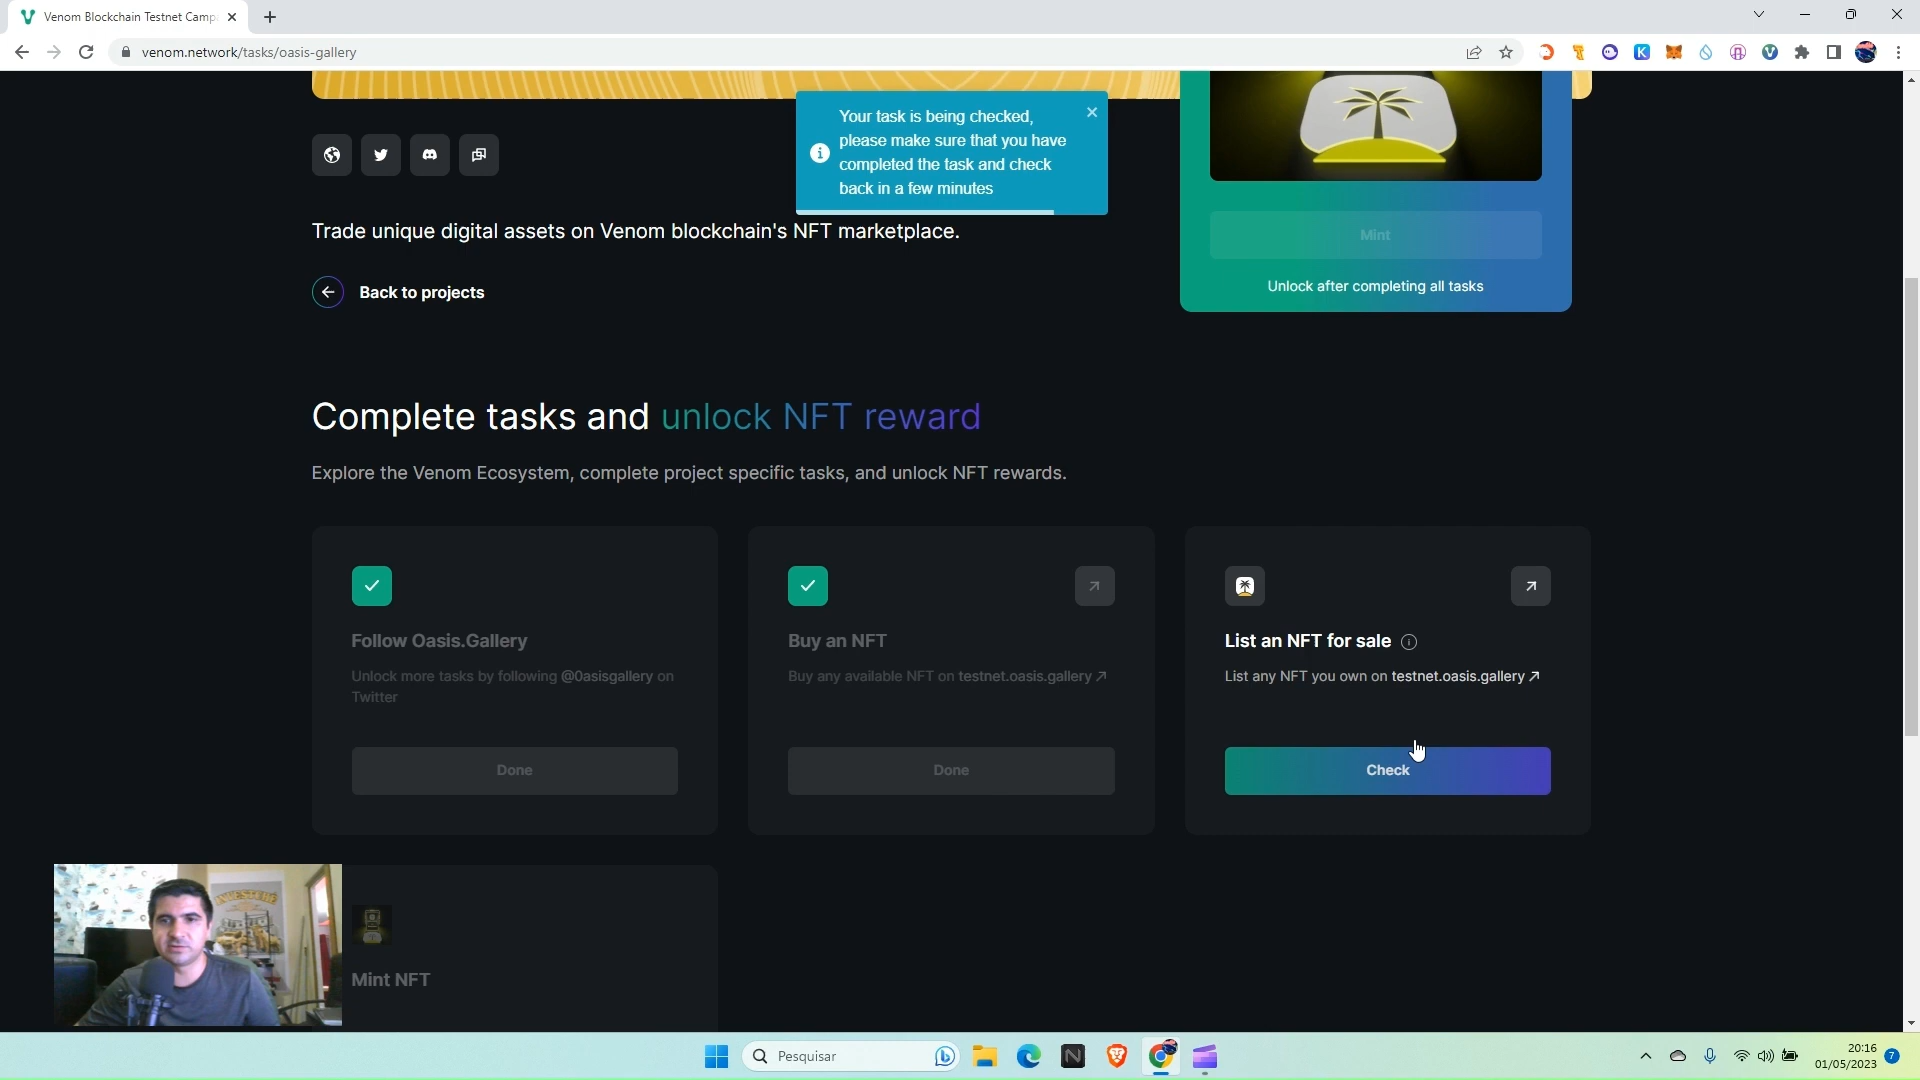 Venom Blockchain Testnet Camp
venom.network/tasks/oasis-gallery
Your task is being checked,
please make sure that you have
completed the task and check
back in a few minutes
Trade unique digital assets on Venom blockchain's NFT marketplace.
Mint
Unlock after completing all tasks
Back to projects
Complete tasks and unlock NFT reward
Explore the Venom Ecosystem, complete project specific tasks, and unlock NFT rewards.
Follow Oasis.Gallery
Unlock more tasks by following @0asisgallery on
Twitter
Done
Buy an NFT
Buy any available NFT on testnet.oasis.gallery
Done
List an NFT for sale
List any NFT you own on testnet.oasis.gallery
Check
INVESTURE
Mint NFT
Pesquisar
20:16
01/05/2023
7